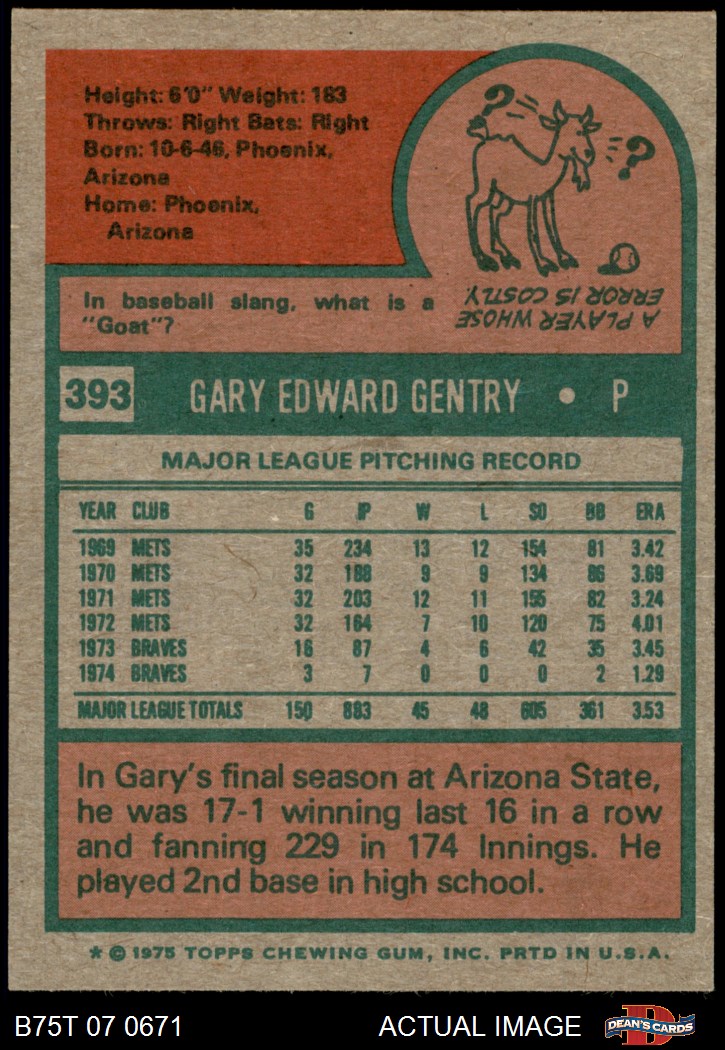 Height: 6'0" Weight: 183
Throws: Right Bats: Right
Born: 10-6-46, Phoenix,
Arizona
Home: Phoenix,
Arizona
In baseball slang, what is a
"Goat"?
A PLAYER WHOSE
ERROR IS COSTLY.
? ?
393 GARY EDWARD GENTRY • P
MAJOR LEAGUE PITCHING RECORD
YEAR CLUB G IP W L SO BB ERA
1969 METS 35 234 13 12 154 81 3.42
1970 METS 32 188 9 9 134 86 3.69
1971 METS 32 203 12 11 155 82 3.24
1972 METS 32 164 7 10 120 75 4.01
1973 BRAVES 16 87 4 6 42 35 3.45
1974 BRAVES 3 7 0 0 0 2 1.29
MAJOR LEAGUE TOTALS 150 883 45 48 605 361 3.53
In Gary's final season at Arizona State,
he was 17-1 winning last 16 in a row
and fanning 229 in 174 Innings. He
played 2nd base in high school.
* © 1975 TOPPS CHEWING GUM, INC. PRTD IN U.S.A.
B75T 07 0671 ACTUAL IMAGE DEAN'S CARDS